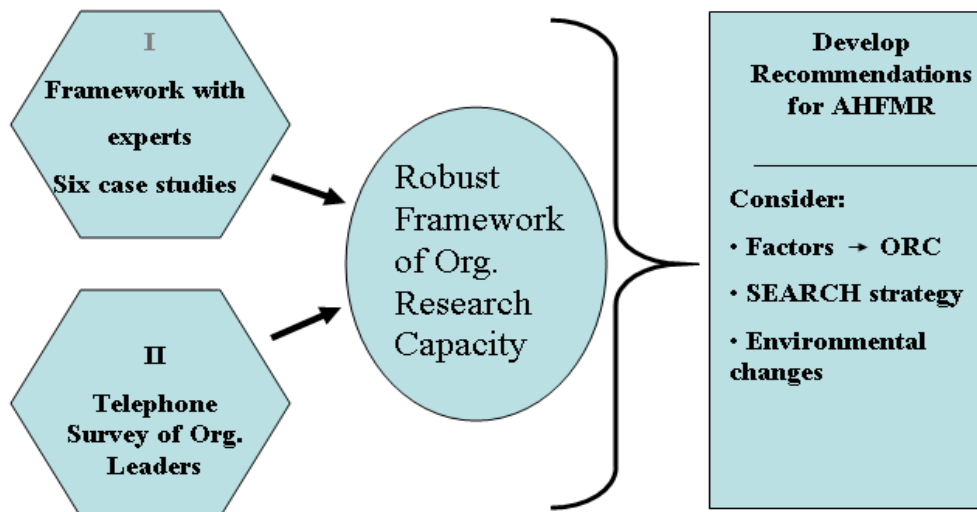 I
Framework with
experts
Six case studies
II
Telephone
Survey of Org.
Leaders
Robust
Framework
of Org.
Research
Capacity
Develop
Recommendations
for AHFMR
Consider:
• Factors → ORC
• SEARCH strategy
• Environmental
changes